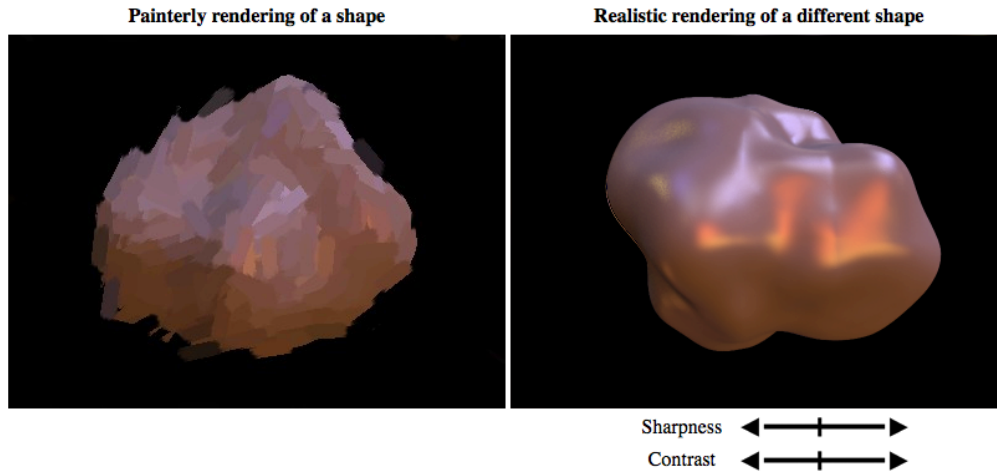 Painterly rendering of a shape
Realistic rendering of a different shape
Sharpness
Contrast